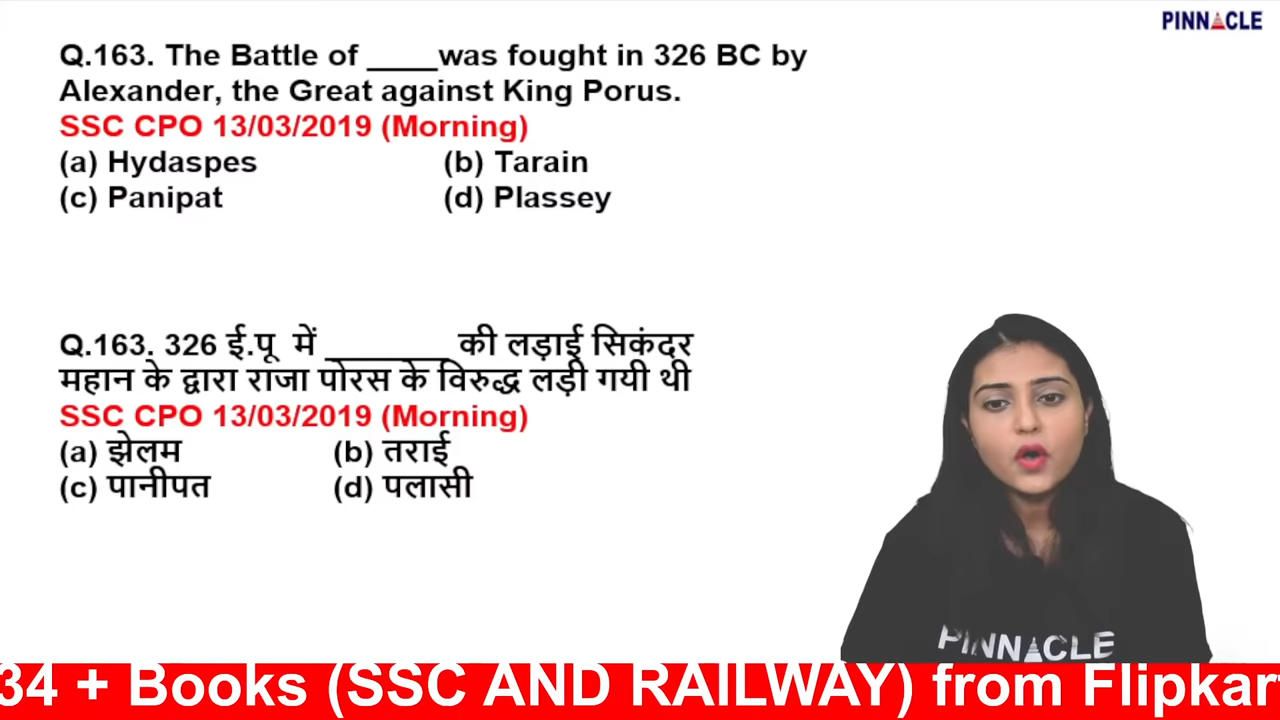 PINNACLE
Q.163. The Battle of ____was fought in 326 BC by
Alexander, the Great against King Porus.
SSC CPO 13/03/2019 (Morning)
(a) Hydaspes (b) Tarain
(c) Panipat (d) Plassey
Q.163. 326 ई.पू में _______ की लड़ाई सिकंदर
महान के द्वारा राजा पोरस के विरुद्ध लड़ी गयी थी
SSC CPO 13/03/2019 (Morning)
(a) झेलम (b) तराई
(c) पानीपत (d) पलासी
PINNACLE
34 + Books (SSC AND RAILWAY) from Flipkar